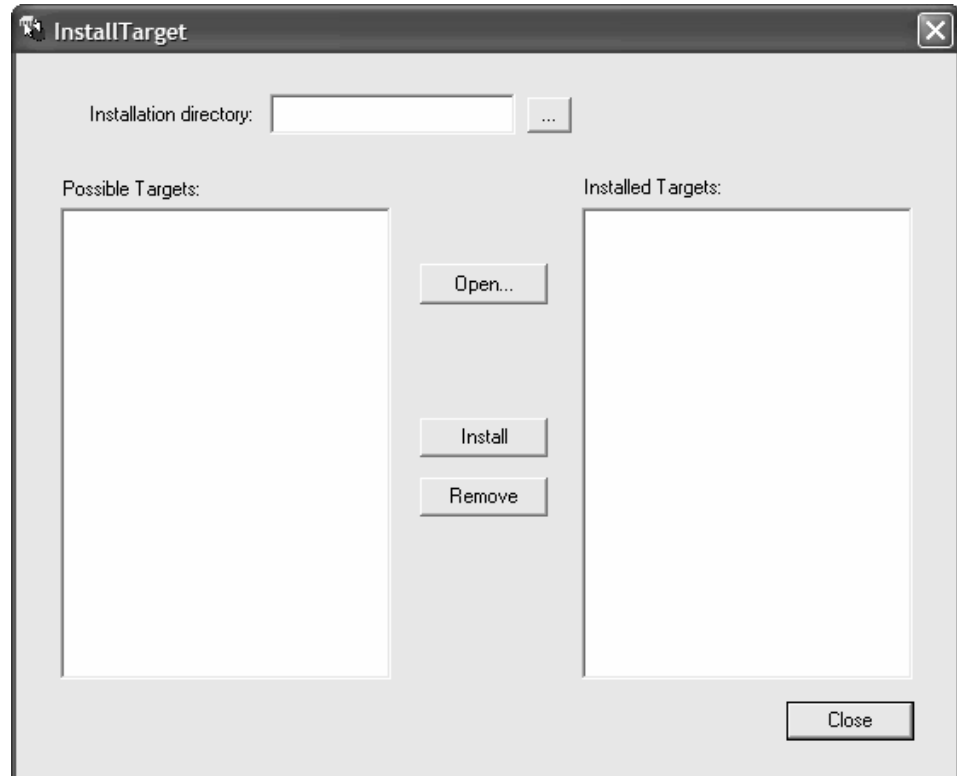 InstallTarget
Installation directory:
...
Possible Targets:
Installed Targets:
Open...
Install
Remove
Close